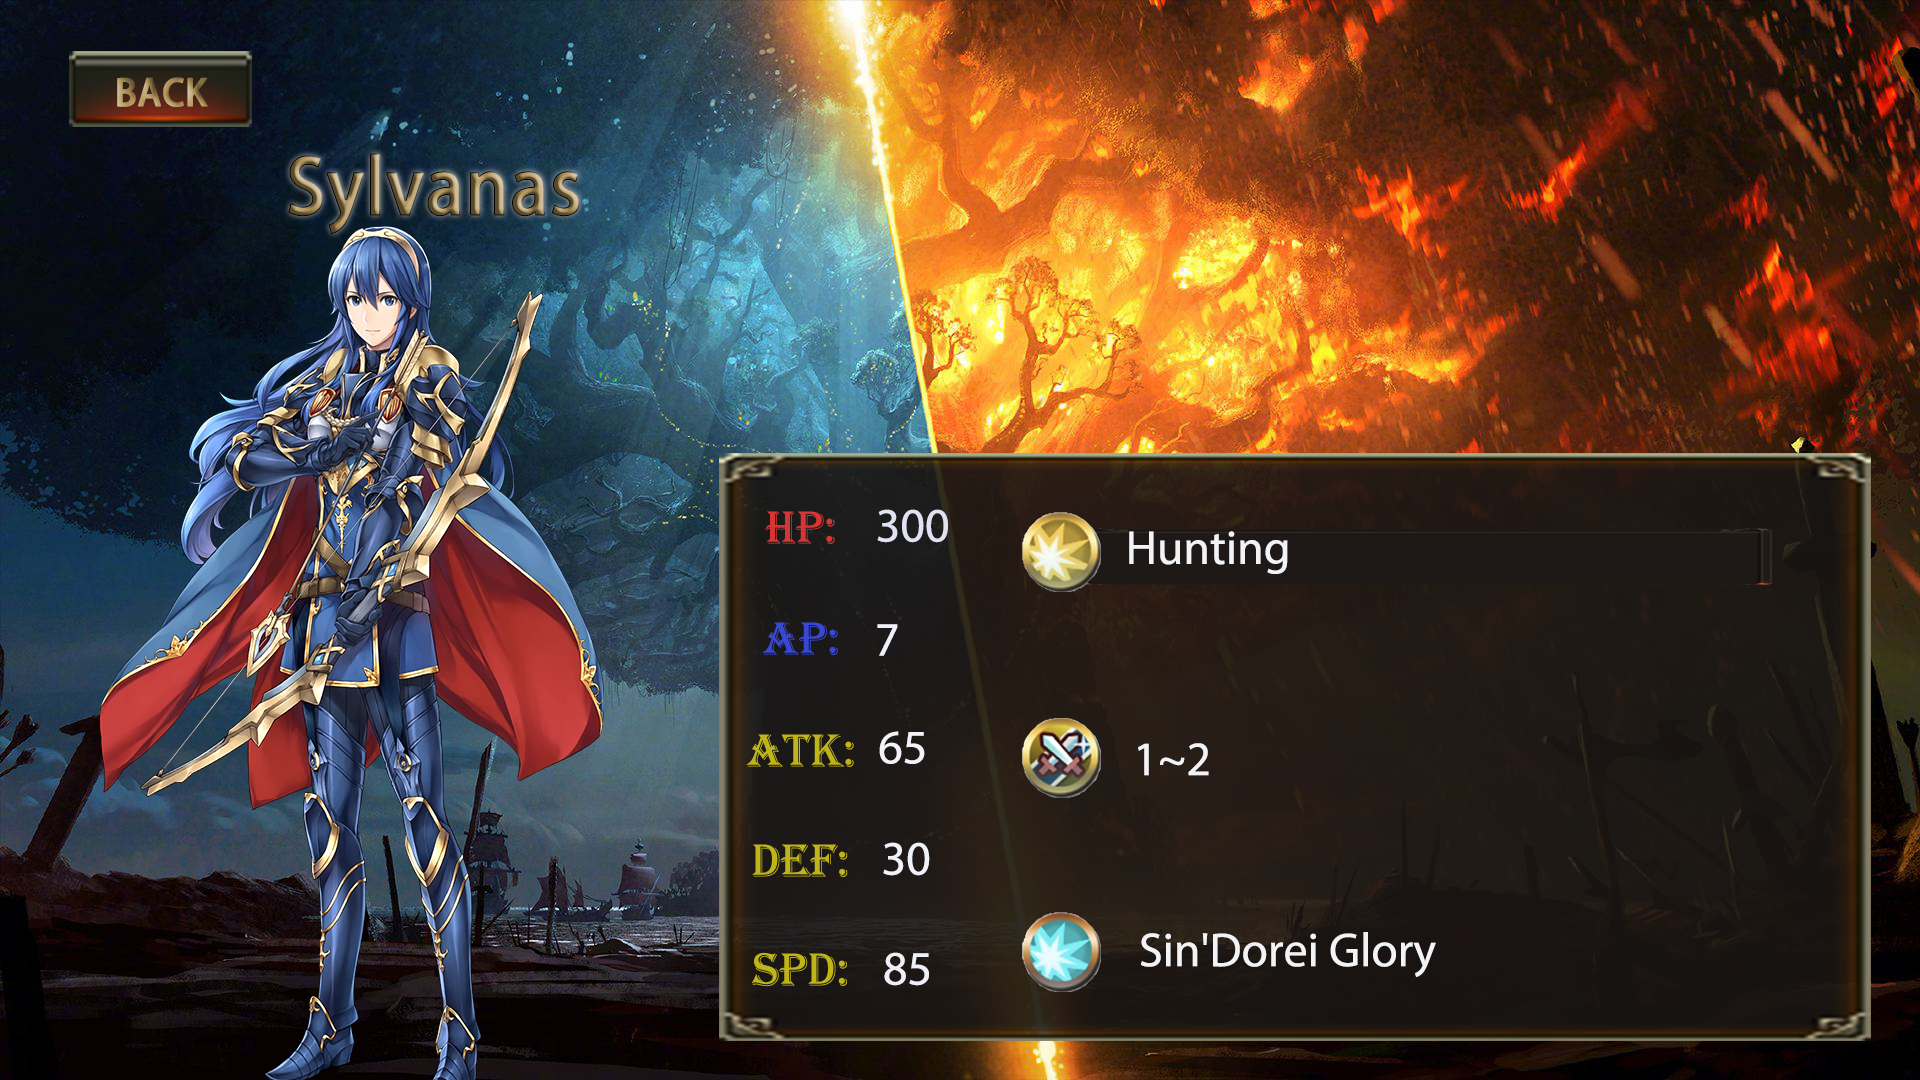 BACK
Sylvanas
HP: 300
Hunting
AP: 7
ATK: 65
1~2
DEF: 30
SPD: 85
Sin'Dorei Glory